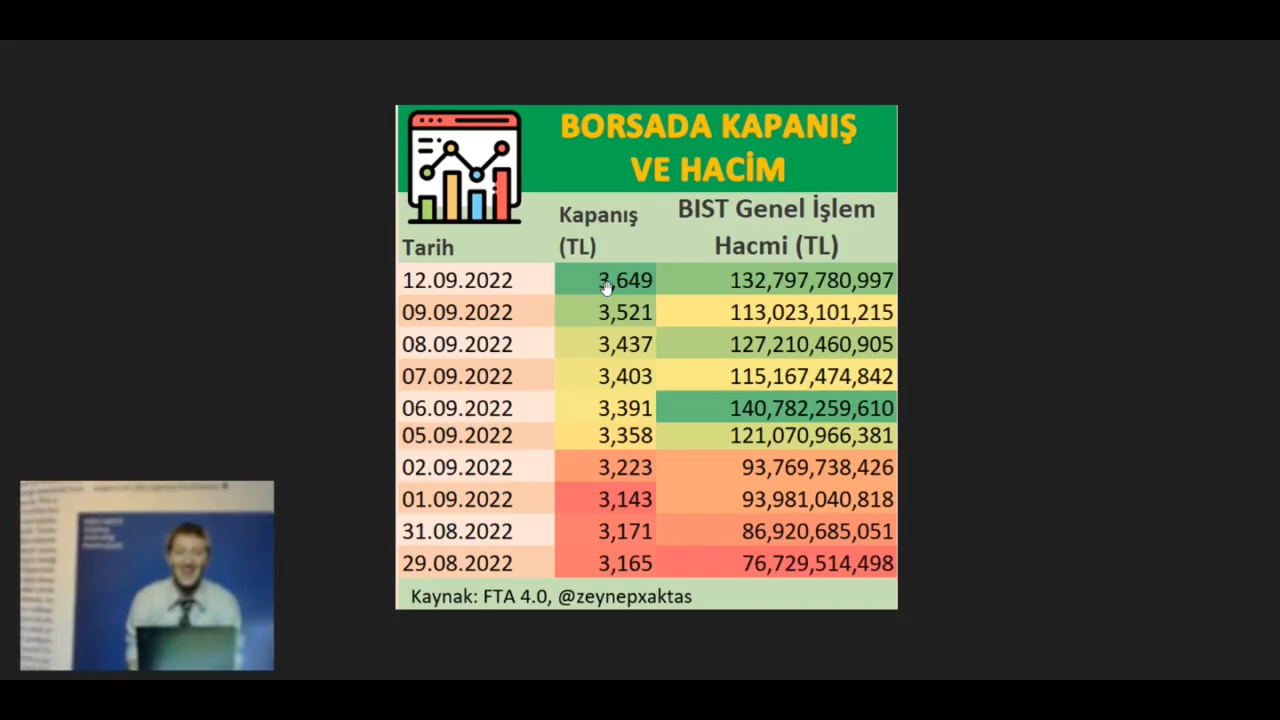 BORSADA KAPANIŞ
VE HACİM
Tarih Kapanış (TL) BIST Genel İşlem Hacmi (TL)
12.09.2022 3,649 132,797,780,997
09.09.2022 3,521 113,023,101,215
08.09.2022 3,437 127,210,460,905
07.09.2022 3,403 115,167,474,842
06.09.2022 3,391 140,782,259,610
05.09.2022 3,358 121,070,966,381
02.09.2022 3,223 93,769,738,426
01.09.2022 3,143 93,981,040,818
31.08.2022 3,171 86,920,685,051
29.08.2022 3,165 76,729,514,498
Kaynak: FTA 4.0, @zeynepxaktas